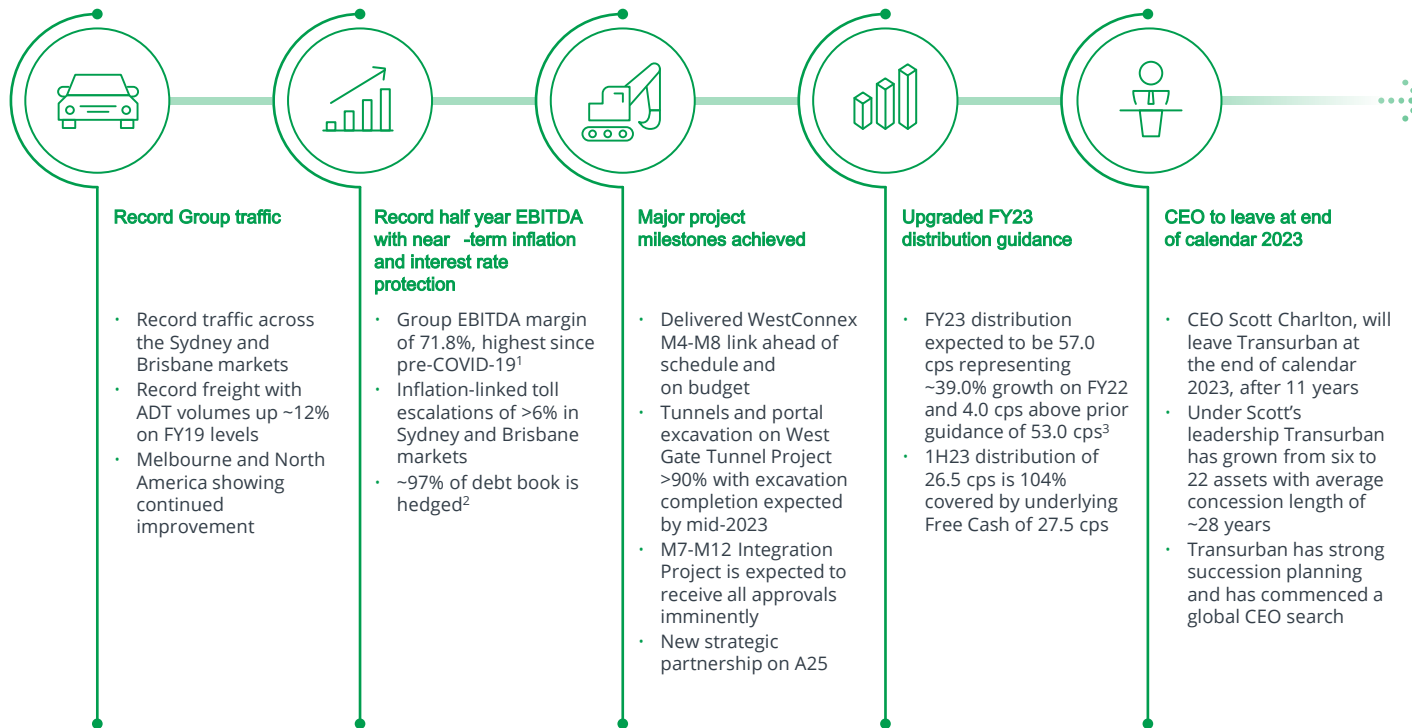 Record Group traffic
• Record traffic across
the Sydney and
Brisbane markets
• Record freight with
ADT volumes up ~12%
on FY19 levels
• Melbourne and North
America showing
continued
improvement
Record half year EBITDA
with near -term inflation
and interest rate
protection
• Group EBITDA margin
of 71.8%, highest since
pre-COVID-19¹
• Inflation-linked toll
escalations of >6% in
Sydney and Brisbane
markets
• ~97% of debt book is
hedged²
Major project
milestones achieved
• Delivered WestConnex
M4-M8 link ahead of
schedule and
on budget
• Tunnels and portal
excavation on West
Gate Tunnel Project
>90% with excavation
completion expected
by mid-2023
• M7-M12 Integration
Project is expected to
receive all approvals
imminently
• New strategic
partnership on A25
Upgraded FY23
distribution guidance
• FY23 distribution
expected to be 57.0
cps representing
~39.0% growth on FY22
and 4.0 cps above prior
guidance of 53.0 cps³
• 1H23 distribution of
26.5 cps is 104%
covered by underlying
Free Cash of 27.5 cps
CEO to leave at end
of calendar 2023
• CEO Scott Charlton, will
leave Transurban at
the end of calendar
2023, after 11 years
• Under Scott’s
leadership Transurban
has grown from six to
22 assets with average
concession length of
~28 years
• Transurban has strong
succession planning
and has commenced a
global CEO search